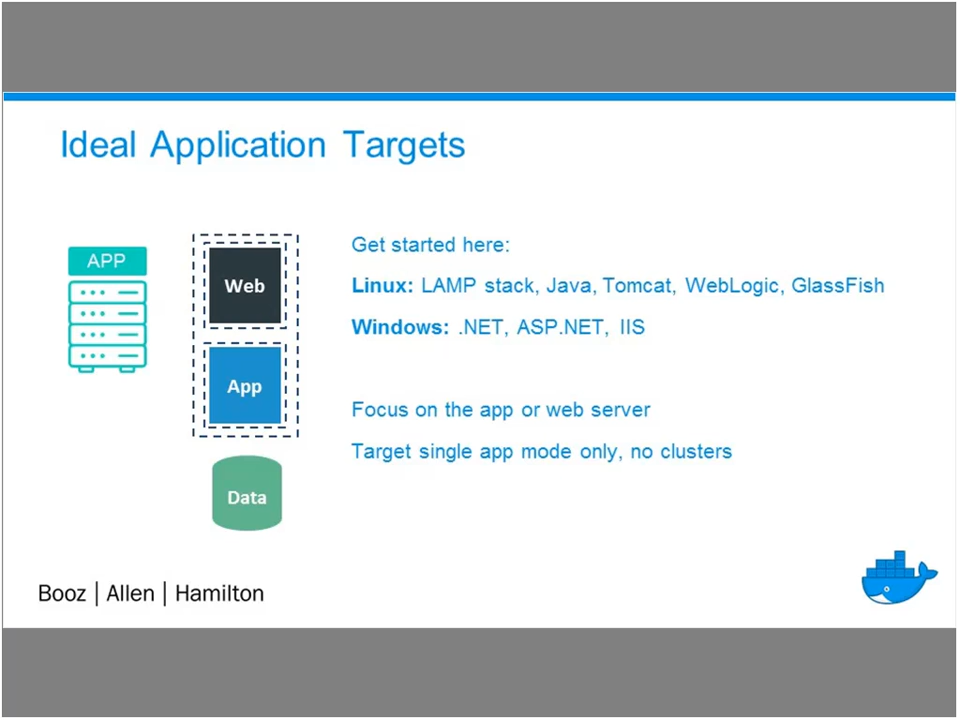 Ideal Application Targets
APP
Web
App
Data
Get started here:
Linux: LAMP stack, Java, Tomcat, WebLogic, GlassFish
Windows: .NET, ASP.NET, IIS
Focus on the app or web server
Target single app mode only, no clusters
Booz | Allen | Hamilton